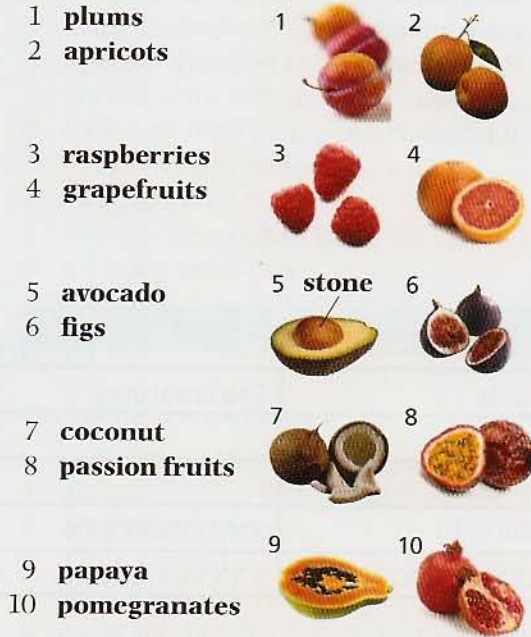 1 plums
2 apricots
1
2
3 raspberries
4 grapefruits
3
4
5 avocado
6 figs
5 stone
6
7 coconut
8 passion fruits
7
8
9 papaya
10 pomegranates
9
10